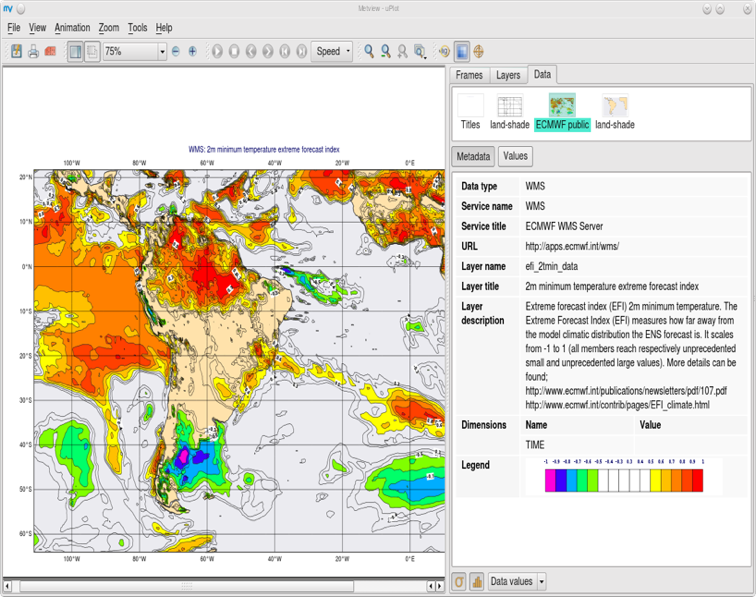 Metview - uPlot
File View Animation Zoom Tools Help
75%
Speed
Frames Layers Data
Titles land-shade ECMWF public land-shade
WMS: 2m minimum temperature extreme forecast index
Metadata Values
100°W 80°W 60°W 40°W 20°W 0°E
20°N
10°N
0°N
10°S
20°S
30°S
40°S
50°S
60°S
100°W 80°W 60°W 40°W 20°W 0°E
Data type WMS
Service name WMS
Service title ECMWF WMS Server
URL http://apps.ecmwf.int/wms/
Layer name efi_2tmin_data
Layer title 2m minimum temperature extreme forecast index
Layer description Extreme forecast index (EFI) 2m minimum temperature. The
Extreme Forecast Index (EFI) measures how far away from
the model climatic distribution the ENS forecast is. It scales
from -1 to 1 (all members reach respectively unprecedented
small and unprecedented large values). More details can be
found;
http://www.ecmwf.int/publications/newsletters/pdf/107.pdf
http://www.ecmwf.int/contrib/pages/EFI_climate.html
Dimensions Name Value
TIME
Legend
-1 -0.9 -0.8 -0.7 -0.6 -0.5 -0.4 -0.3 0.3 0.4 0.5 0.6 0.7 0.8 0.9 1
Data values